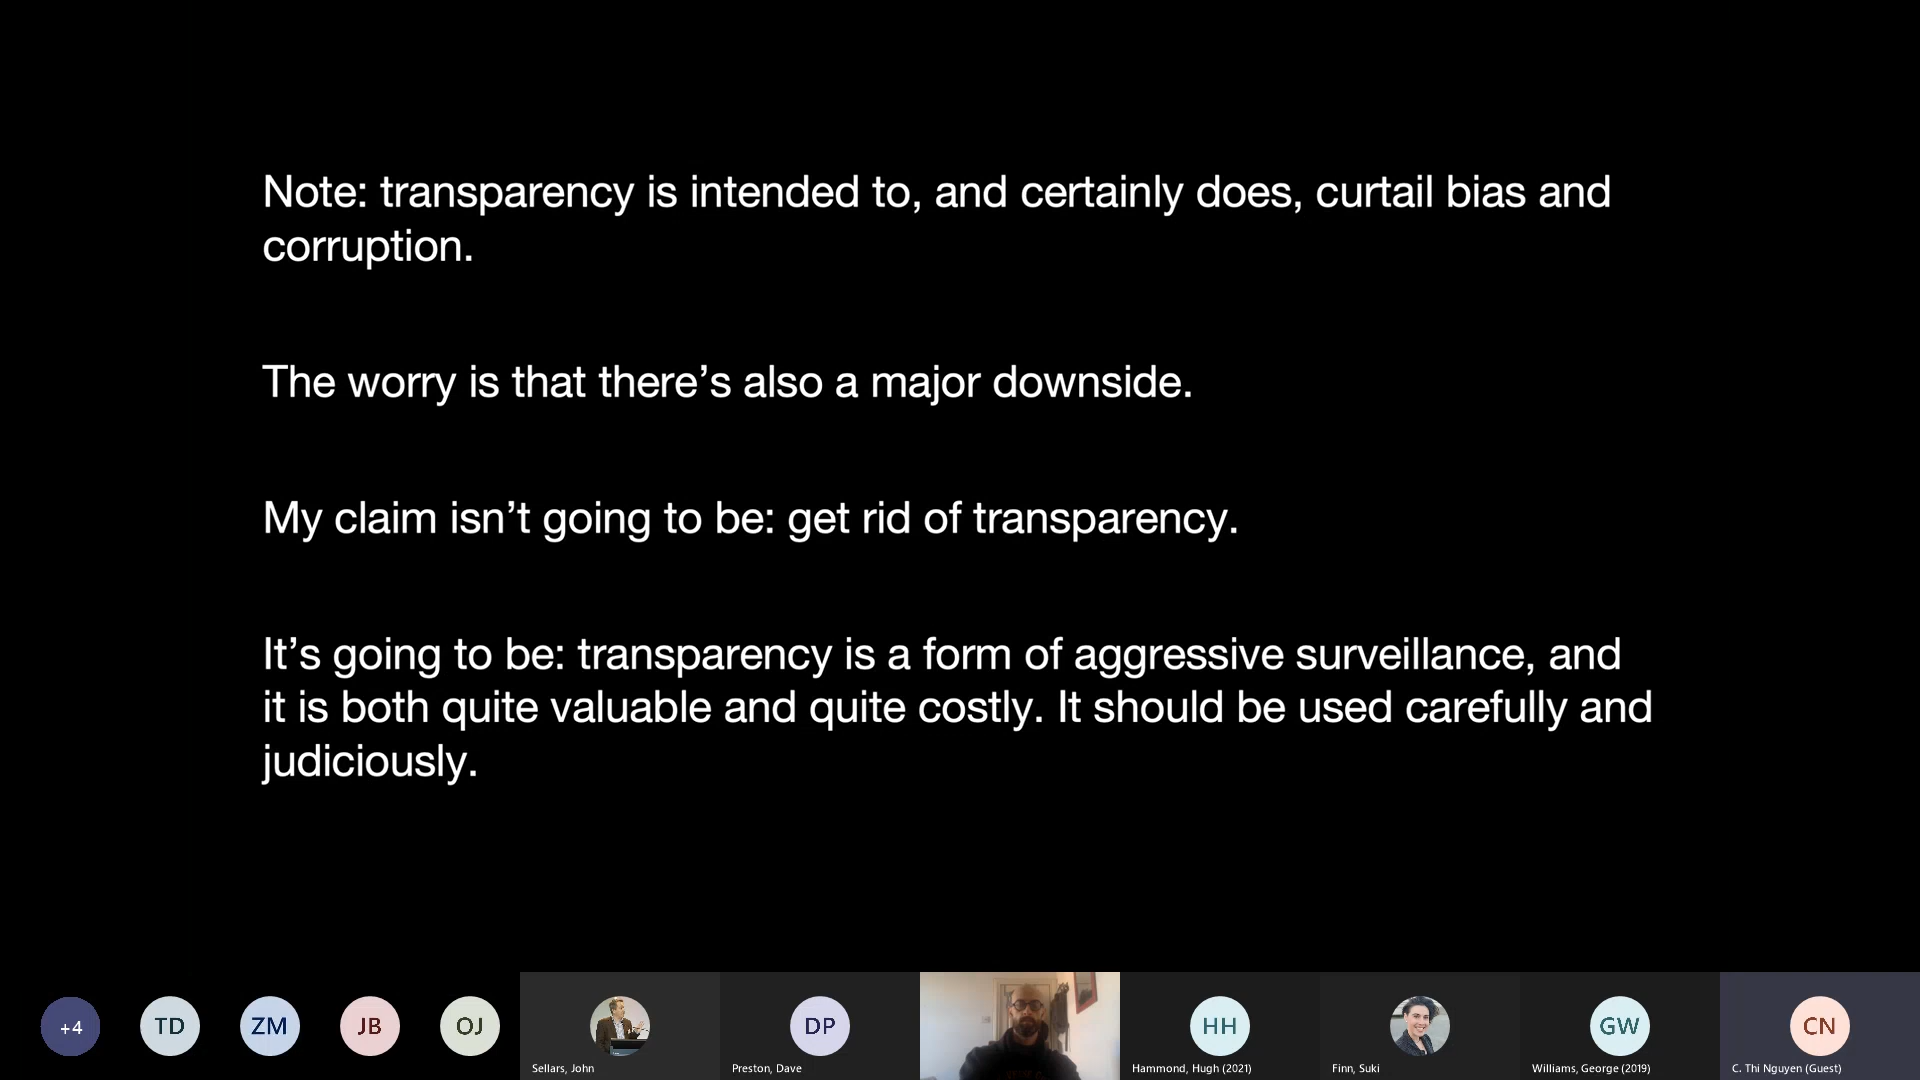 Note: transparency is intended to, and certainly does, curtail bias and
corruption.
The worry is that there’s also a major downside.
My claim isn’t going to be: get rid of transparency.
It’s going to be: transparency is a form of aggressive surveillance, and
it is both quite valuable and quite costly. It should be used carefully and
judiciously.
+4
TD
ZM
JB
OJ
Sellars, John
DP
Preston, Dave
HH
Hammond, Hugh (2021)
Finn, Suki
GW
Williams, George (2019)
CN
C. Thi Nguyen (Guest)